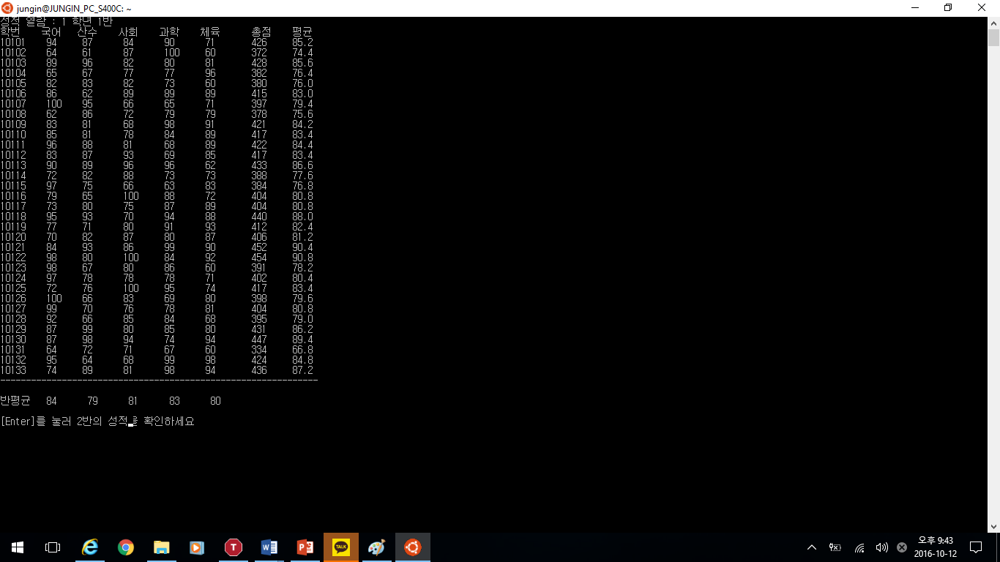 jungin@JUNGIN_PC_S400C: ~
성적 열람 : 1 학년 1반
학번 국어 산수 사회 과학 체육 총점 평균
10101 94 87 84 90 71 426 85.2
10102 64 61 87 100 60 372 74.4
10103 89 96 82 80 81 428 85.6
10104 65 67 77 77 96 382 76.4
10105 82 83 82 73 60 380 76.0
10106 86 62 89 89 89 415 83.0
10107 100 95 66 65 71 397 79.4
10108 62 86 72 79 79 378 75.6
10109 83 81 68 98 91 421 84.2
10110 85 81 78 84 89 417 83.4
10111 96 88 81 68 89 422 84.4
10112 83 87 93 69 85 417 83.4
10113 90 89 96 96 62 433 86.6
10114 72 82 88 73 73 388 77.6
10115 97 75 66 63 83 384 76.8
10116 79 65 100 88 72 404 80.8
10117 73 80 75 87 89 404 80.8
10118 95 93 70 94 88 440 88.0
10119 77 71 80 91 93 412 82.4
10120 70 82 87 80 87 406 81.2
10121 84 93 86 99 90 452 90.4
10122 98 80 100 84 92 454 90.8
10123 98 67 80 86 60 391 78.2
10124 97 78 78 78 71 402 80.4
10125 72 76 100 95 74 417 83.4
10126 100 66 83 69 80 398 79.6
10127 99 70 76 78 81 404 80.8
10128 92 66 85 84 68 395 79.0
10129 87 99 80 85 80 431 86.2
10130 87 98 94 74 94 447 89.4
10131 64 72 71 67 60 334 66.8
10132 95 64 68 99 98 424 84.8
10133 74 89 81 98 94 436 87.2
--------------------------------------------------------------
반평균 84 79 81 83 80
[Enter]를 눌러 2반의 성적을 확인하세요
TALK
오후 9:43
2016-10-12